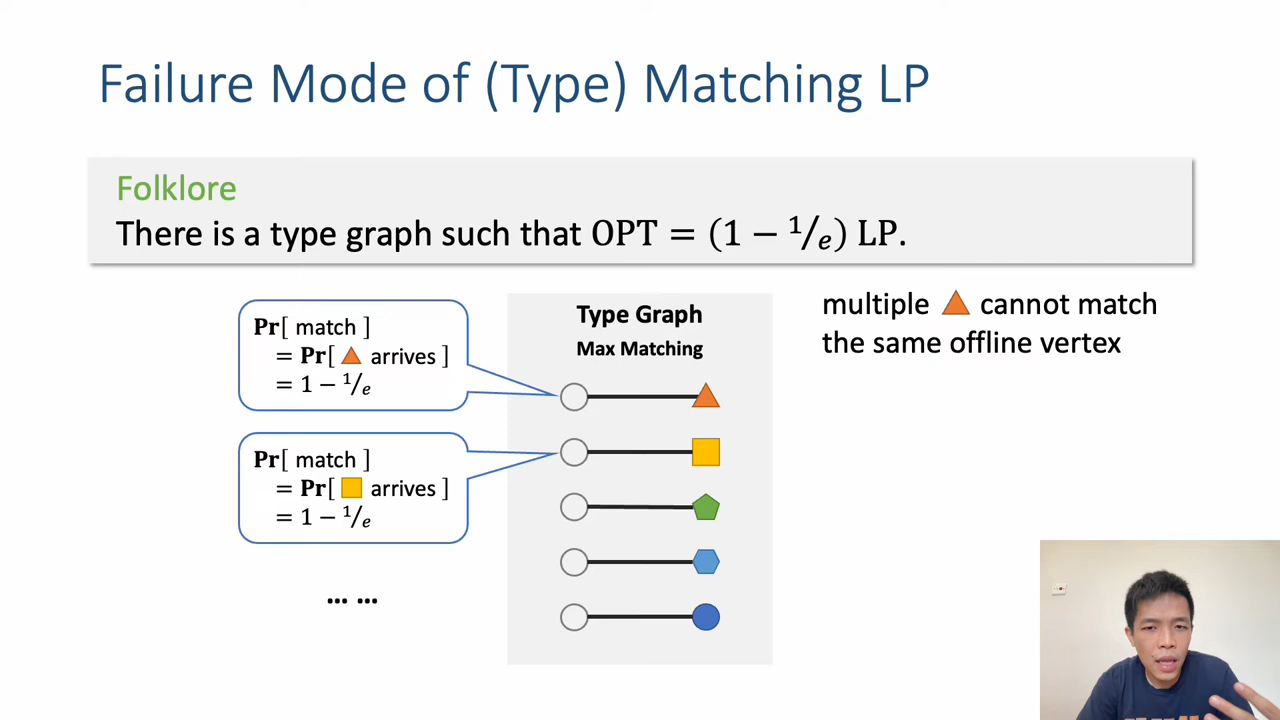 Failure Mode of (Type) Matching LP
Folklore
There is a type graph such that OPT = (1 − 1/e) LP.
Pr[ match ]
= Pr[ arrives ]
= 1 − 1/e
Pr[ match ]
= Pr[ arrives ]
= 1 − 1/e
... ...
Type Graph
Max Matching
multiple cannot match
the same offline vertex